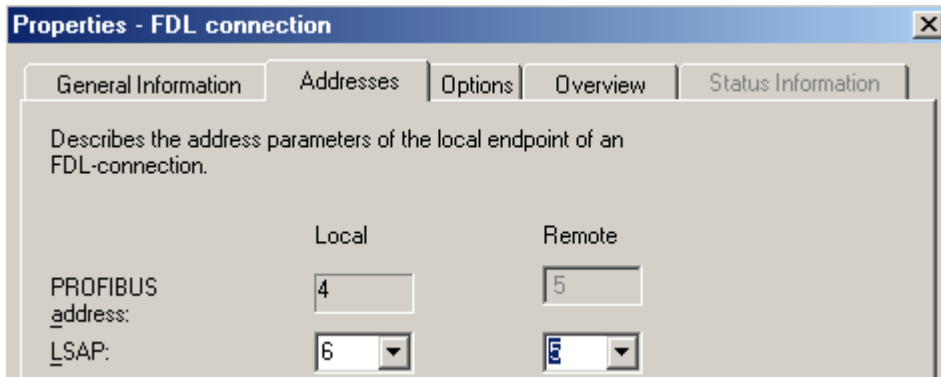 Properties - FDL connection
General Information Addresses Options Overview Status Information
Describes the address parameters of the local endpoint of an
FDL-connection.
Local Remote
PROFIBUS
address:
4 5
LSAP: 6 5